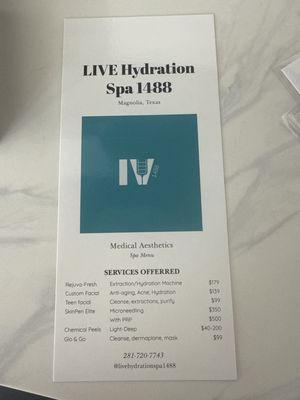 LIVE Hydration
Spa 1488
Magnolia, Texas
IV
1488
Medical Aesthetics
Spa Menu
SERVICES OFFERRED
Rejuva-Fresh Extraction/Hydration Machine $179
Custom Facial Anti-aging, Acne, Hydration $139
Teen facial Cleanse, extractions, purify $99
SkinPen Elite Microneedling $350
With PRP $500
Chemical Peels Light-Deep $40-200
Glo & Go Cleanse, dermaplane, mask $99
281-720-7743
@livehydrationspa1488